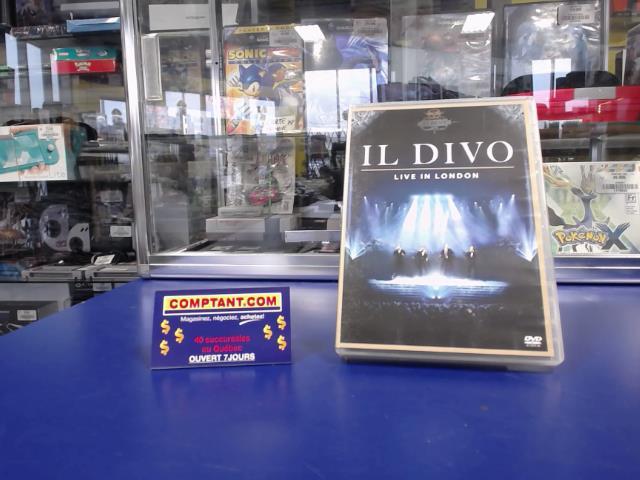 SONIC
IL DIVO
LIVE IN LONDON
DVD
COMPTANT.COM
Magasinez, négociez, achetez!
40 succursales
au Québec
OUVERT 7JOURS
POKéMON X